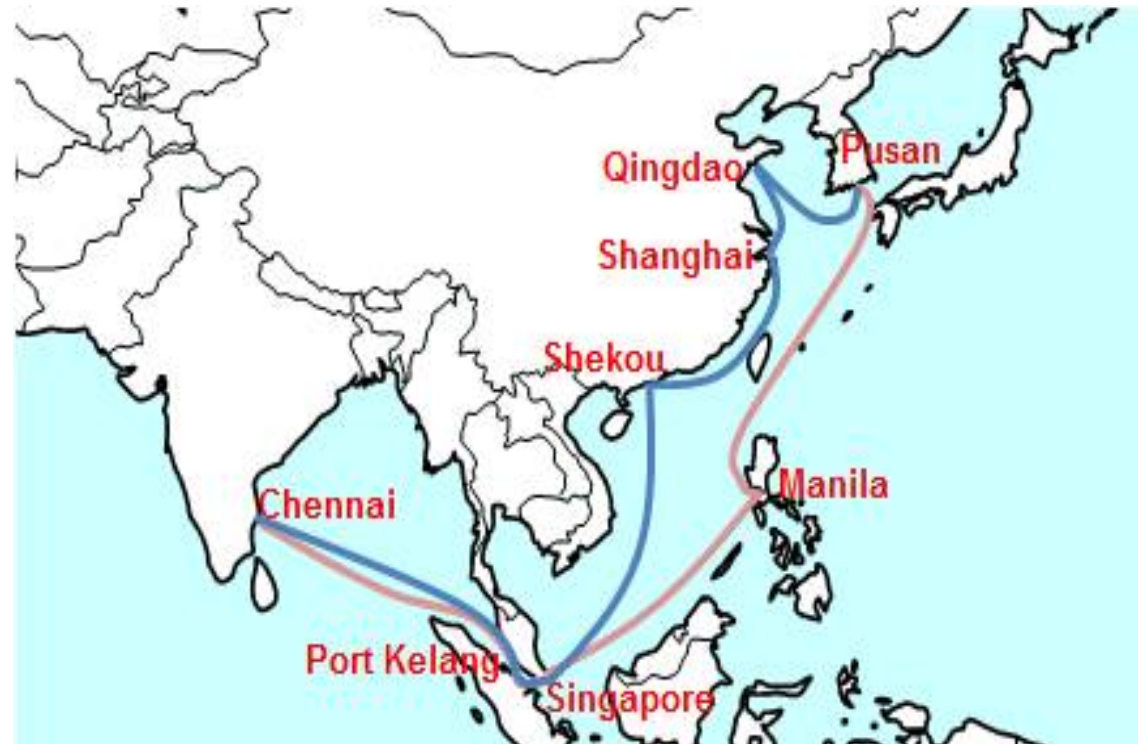 Pusan
Qingdao
Shanghai
Shekou
Manila
Chennai
Port Kelang
Singapore